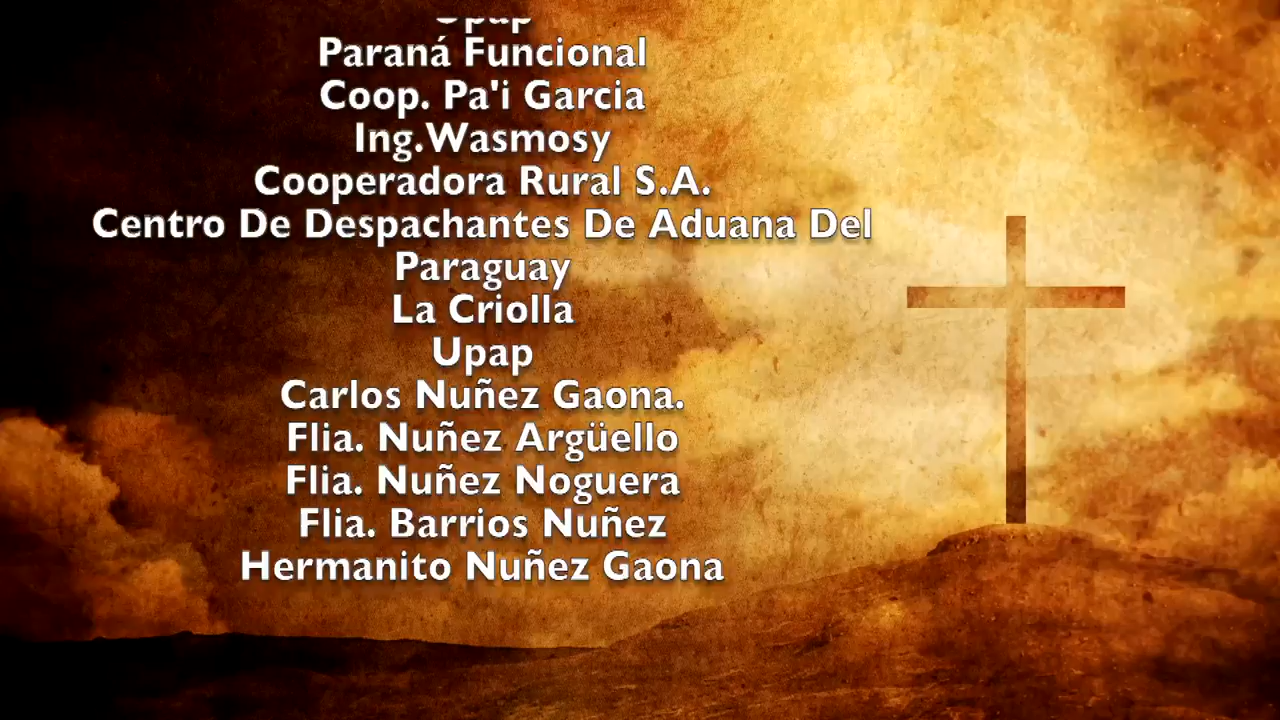 Paraná Funcional
Coop. Pa'i Garcia
Ing.Wasmosy
Cooperadora Rural S.A.
Centro De Despachantes De Aduana Del
Paraguay
La Criolla
Upap
Carlos Nuñez Gaona.
Flia. Nuñez Argüello
Flia. Nuñez Noguera
Flia. Barrios Nuñez
Hermanito Nuñez Gaona